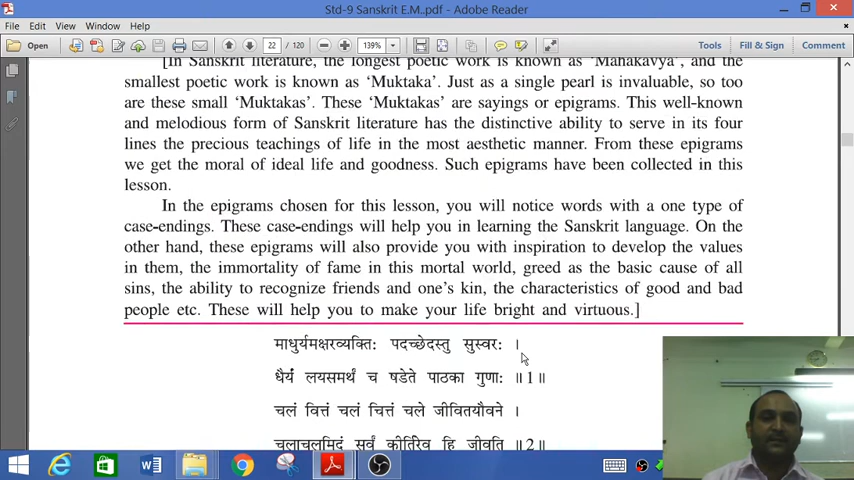 Std-9 Sanskrit E.M..pdf - Adobe Reader
File Edit View Window Help
Open 22 / 120 139% Tools Fill & Sign Comment
[In Sanskrit literature, the longest poetic work is known as ‘Mahakavya’, and the
smallest poetic work is known as ‘Muktaka’. Just as a single pearl is invaluable, so too
are these small ‘Muktakas’. These ‘Muktakas’ are sayings or epigrams. This well-known
and melodious form of Sanskrit literature has the distinctive ability to serve in its four
lines the precious teachings of life in the most aesthetic manner. From these epigrams
we get the moral of ideal life and goodness. Such epigrams have been collected in this
lesson.
In the epigrams chosen for this lesson, you will notice words with a one type of
case-endings. These case-endings will help you in learning the Sanskrit language. On the
other hand, these epigrams will also provide you with inspiration to develop the values
in them, the immortality of fame in this mortal world, greed as the basic cause of all
sins, the ability to recognize friends and one’s kin, the characteristics of good and bad
people etc. These will help you to make your life bright and virtuous.]
माधुर्यमक्षरव्यक्तिः पदच्छेदस्तु सुस्वरः ।
धैर्यं लयसमर्थं च षडेते पाठका गुणाः ॥1॥
चलं वित्तं चलं चित्तं चले जीवितयौवने ।
चलाचलमिदं सर्वं कीर्तिरेव हि जीवति ॥2॥